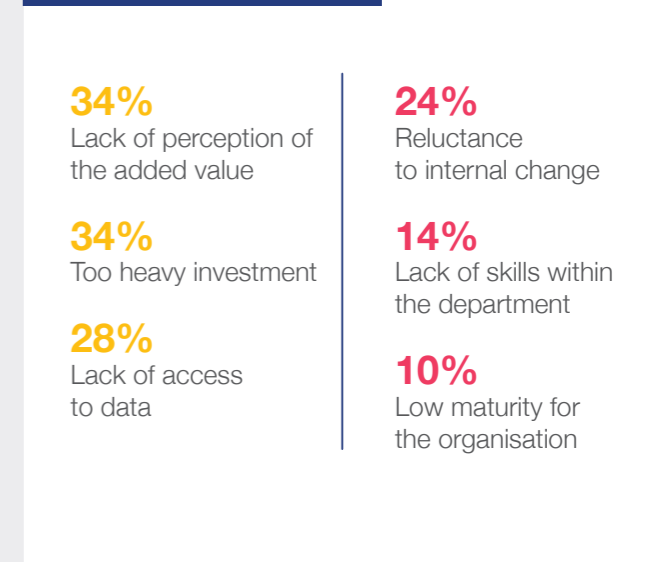 34%
Lack of perception of
the added value
34%
Too heavy investment
28%
Lack of access
to data
24%
Reluctance
to internal change
14%
Lack of skills within
the department
10%
Low maturity for
the organisation